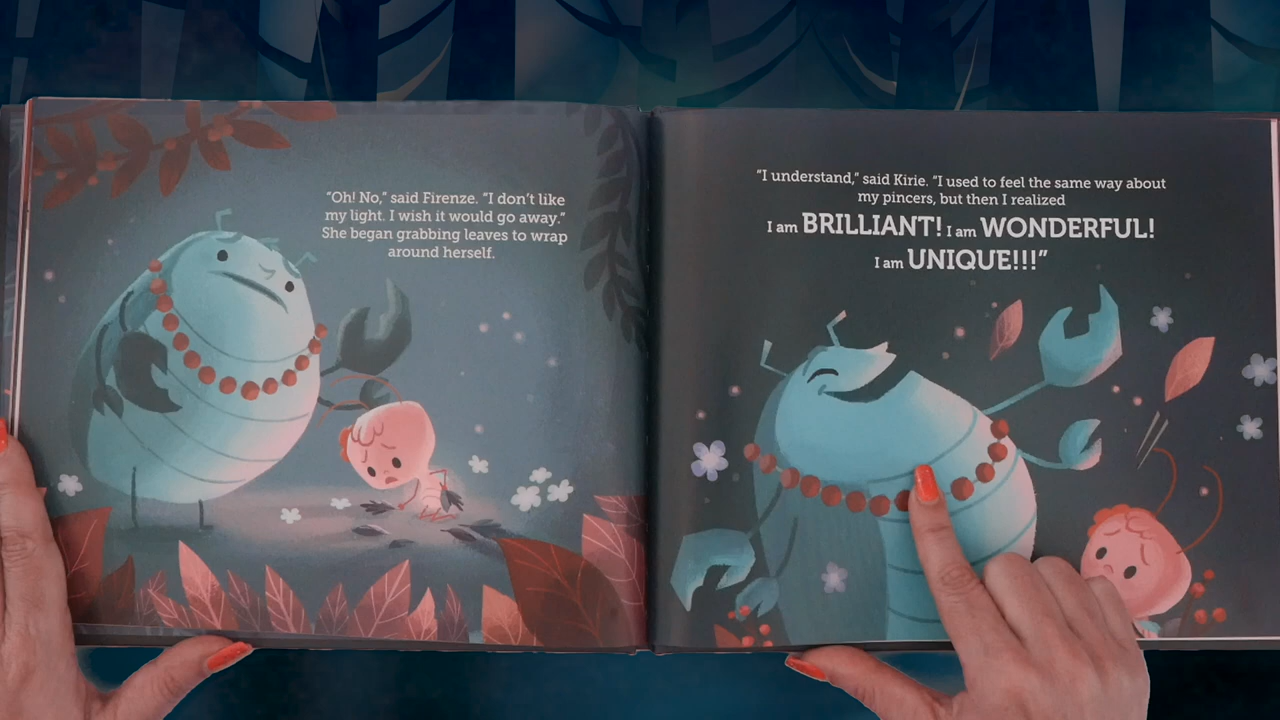 “Oh! No,” said Firenze. “I don’t like
my light. I wish it would go away.”
She began grabbing leaves to wrap
around herself.
“I understand,” said Kirie. “I used to feel the same way about
my pincers, but then I realized
I am BRILLIANT! I am WONDERFUL!
I am UNIQUE!!!”